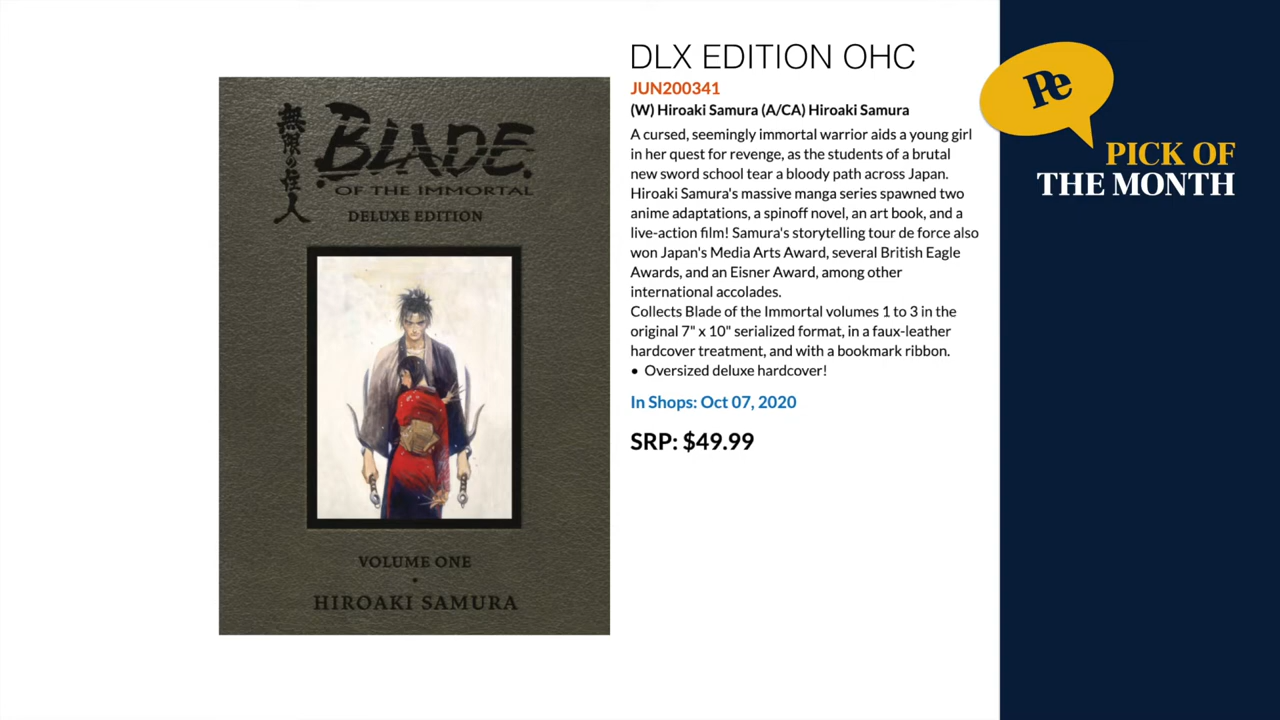 DLX EDITION OHC
JUN200341
(W) Hiroaki Samura (A/CA) Hiroaki Samura
A cursed, seemingly immortal warrior aids a young girl
in her quest for revenge, as the students of a brutal
new sword school tear a bloody path across Japan.
Hiroaki Samura's massive manga series spawned two
anime adaptations, a spinoff novel, an art book, and a
live-action film! Samura's storytelling tour de force also
won Japan's Media Arts Award, several British Eagle
Awards, and an Eisner Award, among other
international accolades.
Collects Blade of the Immortal volumes 1 to 3 in the
original 7" x 10" serialized format, in a faux-leather
hardcover treatment, and with a bookmark ribbon.
• Oversized deluxe hardcover!
In Shops: Oct 07, 2020
SRP: $49.99
無限の住人
BLADE
OF THE IMMORTAL
DELUXE EDITION
VOLUME ONE
HIROAKI SAMURA
Pe
PICK OF
THE MONTH